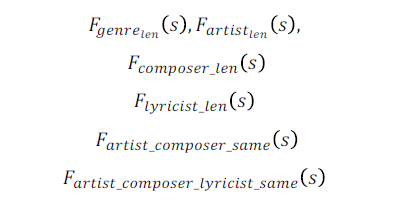 F_{genre_{len}}(s), F_{artist_{len}}(s),
F_{composer\_len}(s)
F_{lyricist\_len}(s)
F_{artist\_composer\_same}(s)
F_{artist\_composer\_lyricist\_same}(s)